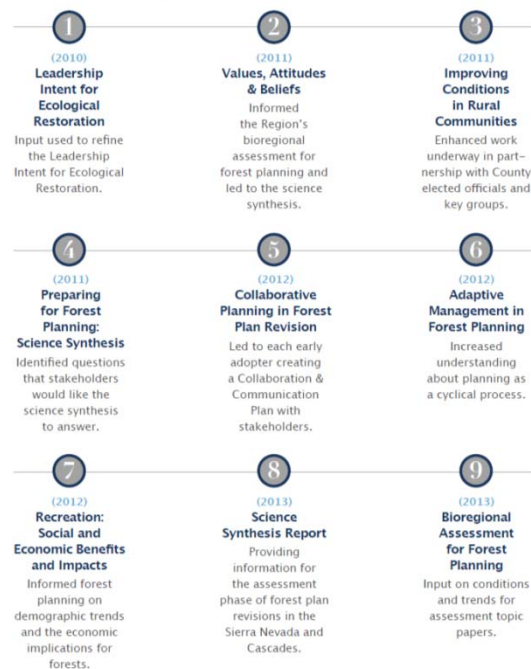 1
(2010)
Leadership
Intent for
Ecological
Restoration
Input used to refine
the Leadership
Intent for Ecological
Restoration.
2
(2011)
Values, Attitudes
& Beliefs
Informed
the Region's
bioregional
assessment for
forest planning and
led to the science
synthesis.
3
(2011)
Improving
Conditions
in Rural
Communities
Enhanced work
underway in part-
nership with County
elected officials and
key groups.
4
(2011)
Preparing
for Forest
Planning:
Science Synthesis
Identified questions
that stakeholders
would like the
science synthesis
to answer.
5
(2012)
Collaborative
Planning in Forest
Plan Revision
Led to each early
adopter creating
a Collaboration &
Communication
Plan with
stakeholders.
6
(2012)
Adaptive
Management in
Forest Planning
Increased
understanding
about planning as
a cyclical process.
7
(2012)
Recreation:
Social and
Economic Benefits
and Impacts
Informed forest
planning on
demographic trends
and the economic
implications for
forests.
8
(2013)
Science
Synthesis Report
Providing
information for
the assessment
phase of forest plan
revisions in the
Sierra Nevada and
Cascades.
9
(2013)
Bioregional
Assessment
for Forest
Planning
Input on conditions
and trends for
assessment topic
papers.